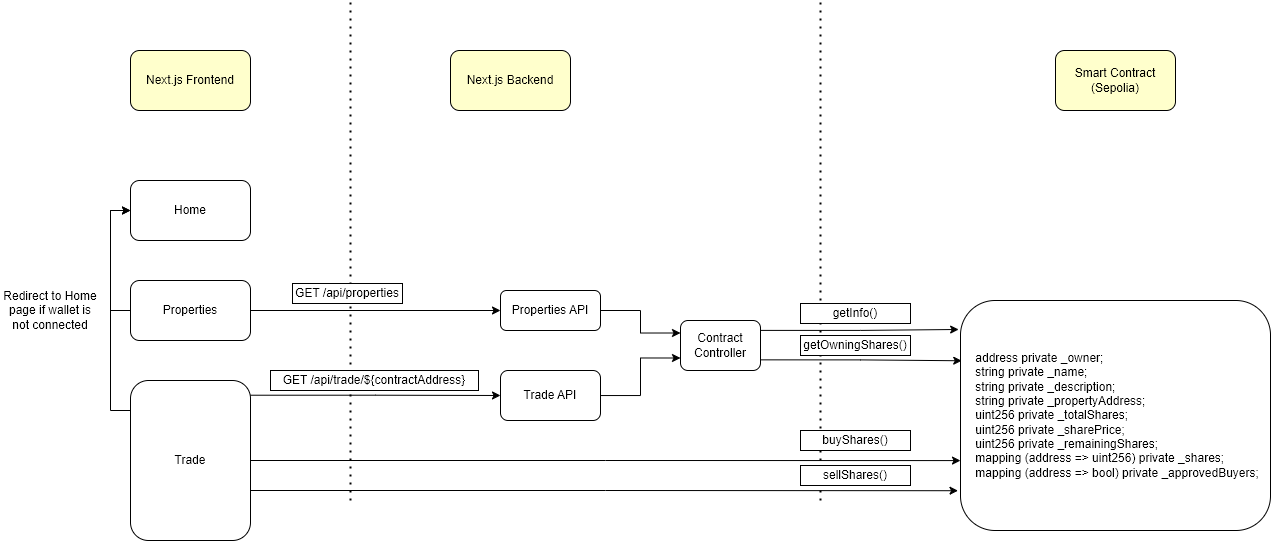 Next.js Frontend
Next.js Backend
Smart Contract
(Sepolia)
Home
Redirect to Home
page if wallet is
not connected
Properties
GET /api/properties
Properties API
Contract
Controller
getInfo()
getOwningShares()
GET /api/trade/${contractAddress}
Trade API
Trade
buyShares()
sellShares()
address private _owner;
string private _name;
string private _description;
string private _propertyAddress;
uint256 private _totalShares;
uint256 private _sharePrice;
uint256 private _remainingShares;
mapping (address => uint256) private _shares;
mapping (address => bool) private _approvedBuyers;